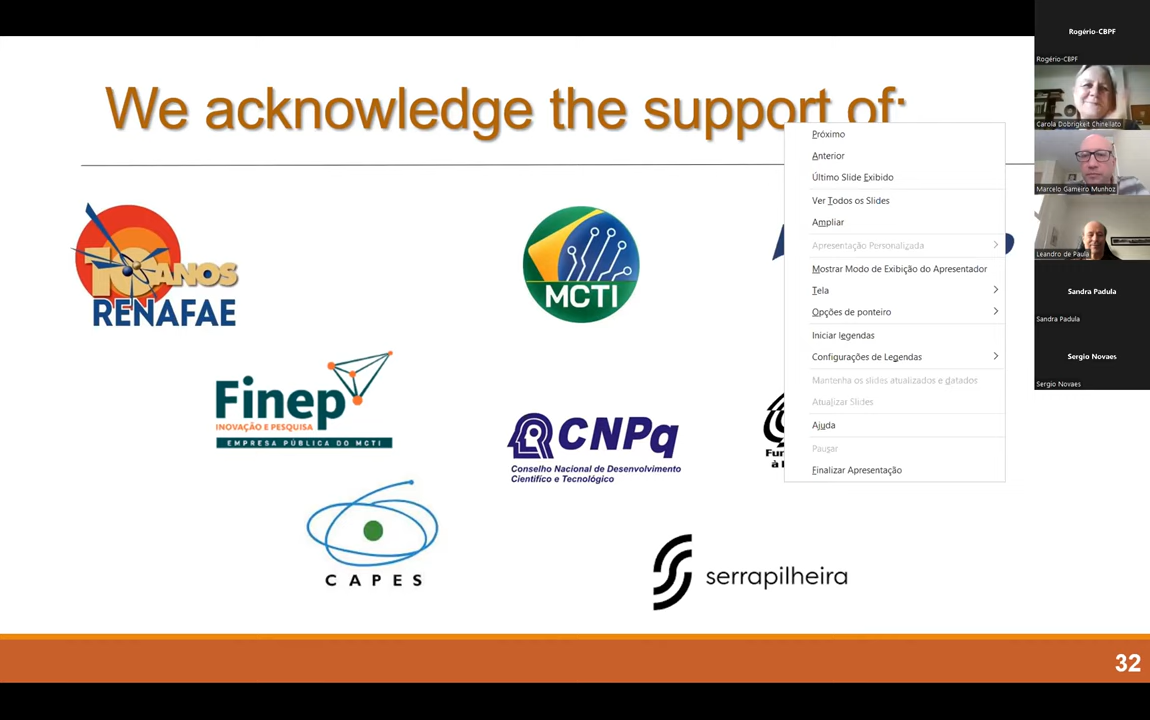 We acknowledge the support of:
10 ANOS
RENAFAE
MCTI
Finep
INOVAÇÃO E PESQUISA
EMPRESA PÚBLICA DO MCTI
CNPq
Conselho Nacional de Desenvolvimento
Científico e Tecnológico
CAPES
serrapilheira
32
Próximo
Anterior
Último Slide Exibido
Ver Todos os Slides
Ampliar
Apresentação Personalizada
Mostrar Modo de Exibição do Apresentador
Tela
Opções de ponteiro
Iniciar legendas
Configurações de Legendas
Mantenha os slides atualizados e datados
Atualizar Slides
Ajuda
Pausar
Finalizar Apresentação
Rogério-CBPF
Rogério-CBPF
Carola Dobrigkeit Chinellato
Marcelo Gameiro Munhoz
Leandro de Paula
Sandra Padula
Sandra Padula
Sergio Novaes
Sergio Novaes